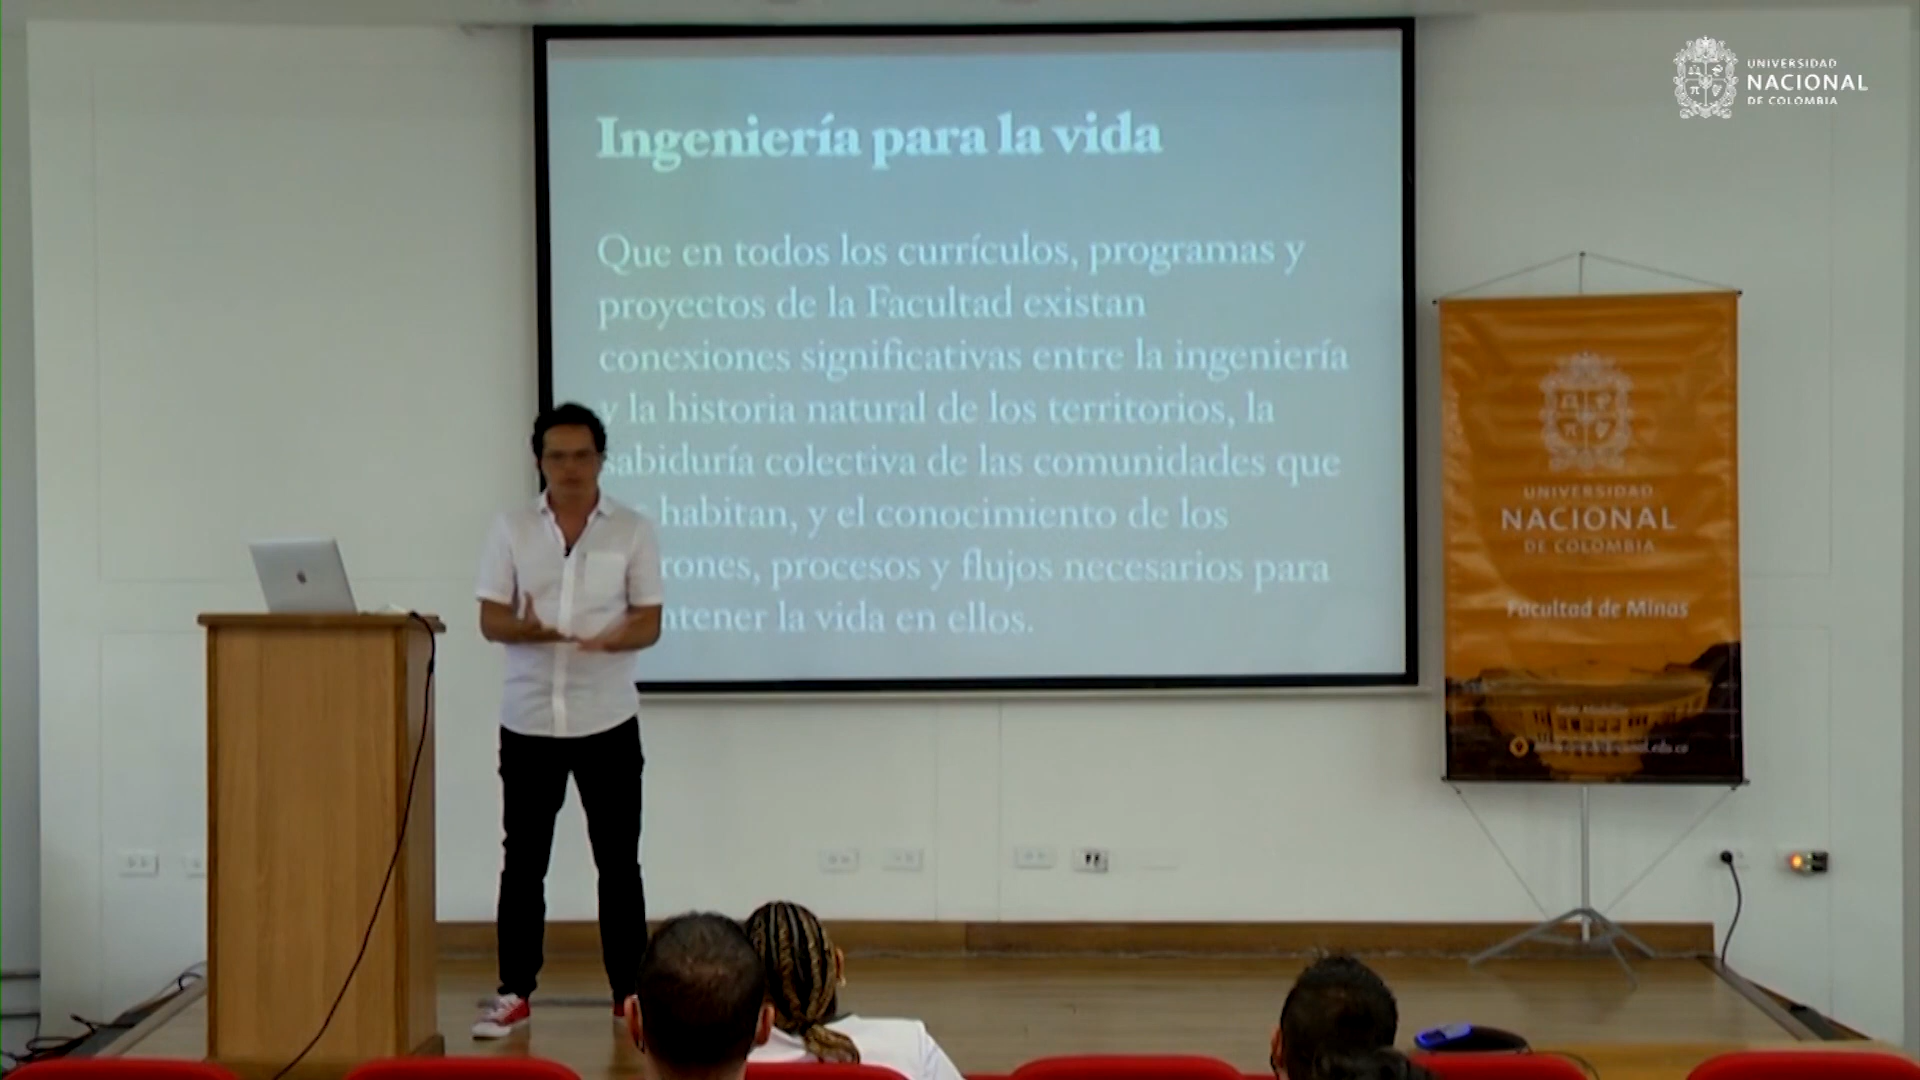 UNIVERSIDAD
NACIONAL
DE COLOMBIA
Ingeniería para la vida
Que en todos los currículos, programas y
proyectos de la Facultad existan
conexiones significativas entre la ingeniería
y la historia natural de los territorios, la
sabiduría colectiva de las comunidades que
habitan, y el conocimiento de los
rones, procesos y flujos necesarios para
ntener la vida en ellos.
UNIVERSIDAD
NACIONAL
DE COLOMBIA
Facultad de Minas